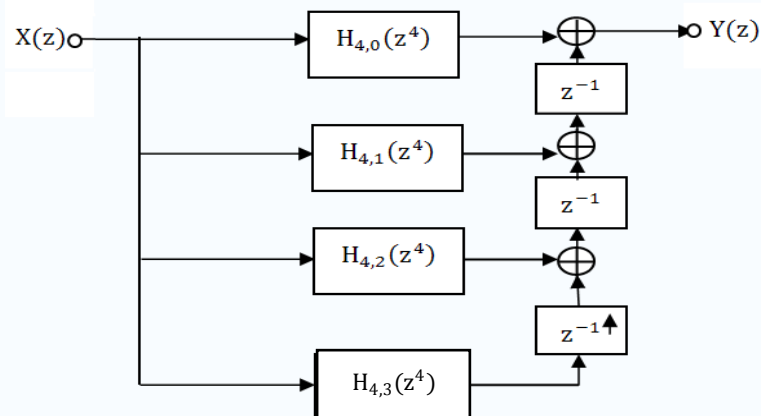 X(z)
H₄,₀(z⁴)
Y(z)
z⁻¹
H₄,₁(z⁴)
z⁻¹
H₄,₂(z⁴)
z⁻¹
H₄,₃(z⁴)